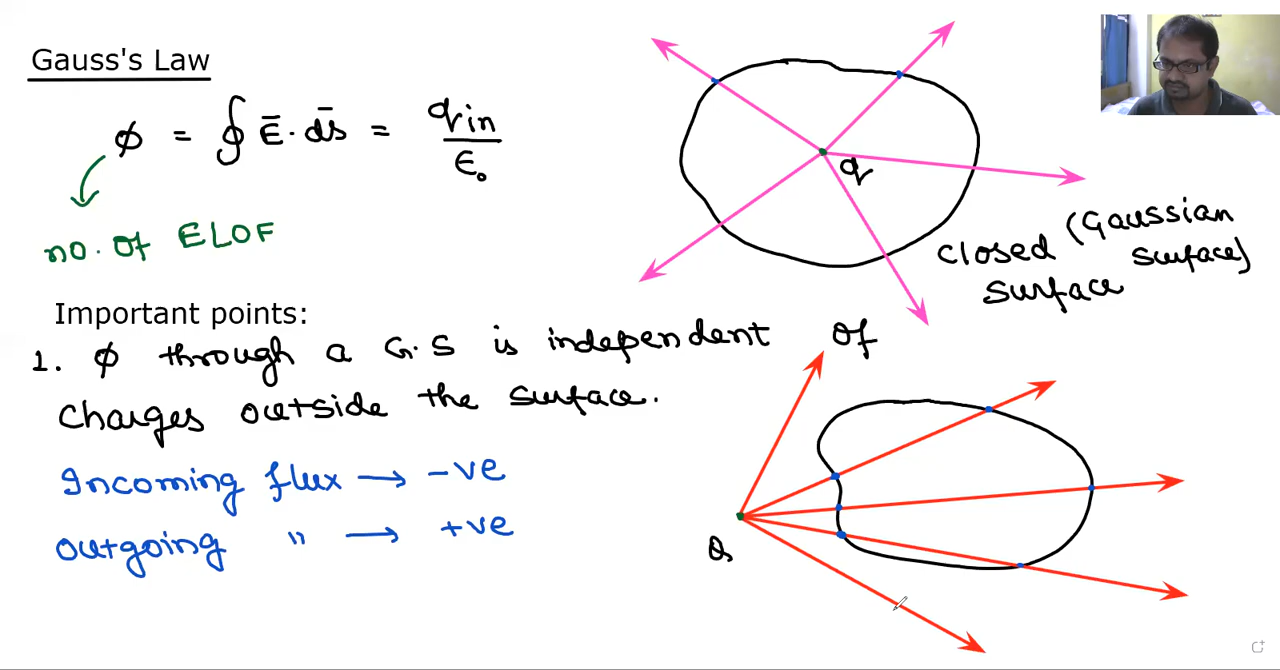 Gauss's Law
ϕ = ∮ E̅ · ds̅ = qin / ϵ₀
no. of ELOF
q
Closed (Gaussian
Surface surface)
Important points:
1. ϕ through a G.S is independent of
charges outside the surface.
Incoming flux → -ve
Outgoing " → +ve
Q